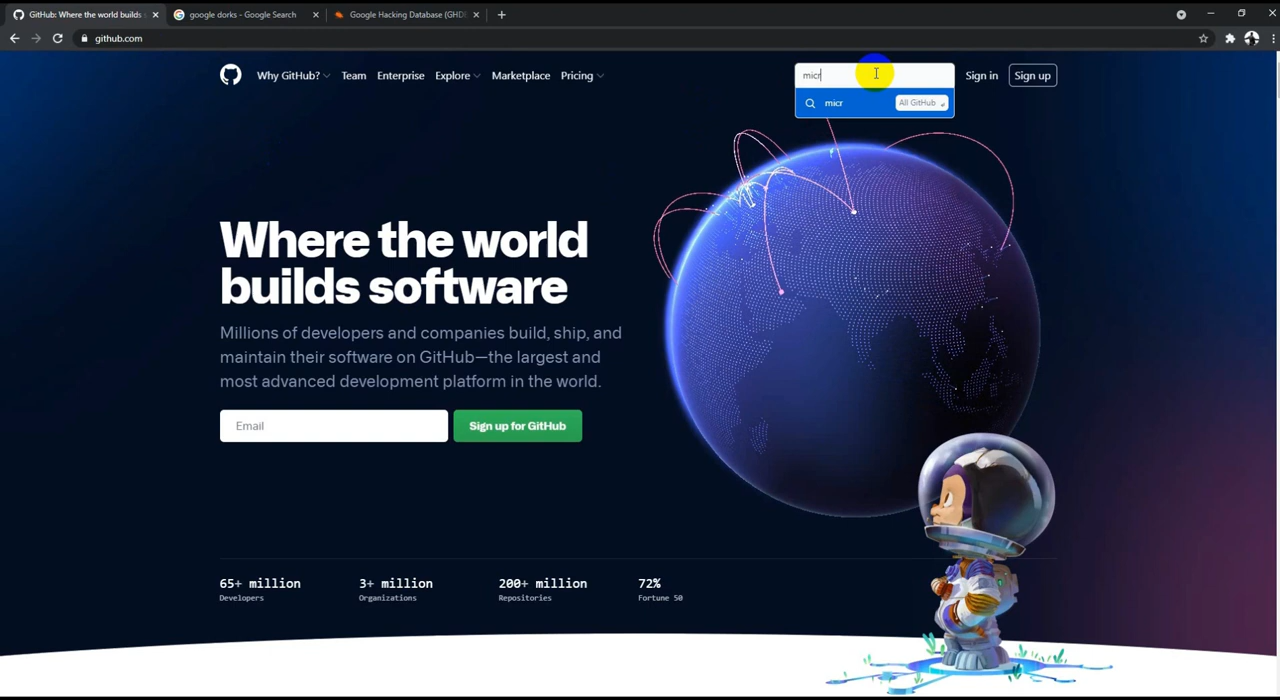 GitHub: Where the world builds
google dorks - Google Search
Google Hacking Database (GHD
github.com
Why GitHub?
Team
Enterprise
Explore
Marketplace
Pricing
micr
Sign in
Sign up
micr
All GitHub
Where the world
builds software
Millions of developers and companies build, ship, and
maintain their software on GitHub—the largest and
most advanced development platform in the world.
Email
Sign up for GitHub
65+ million
Developers
3+ million
Organizations
200+ million
Repositories
72%
Fortune 50